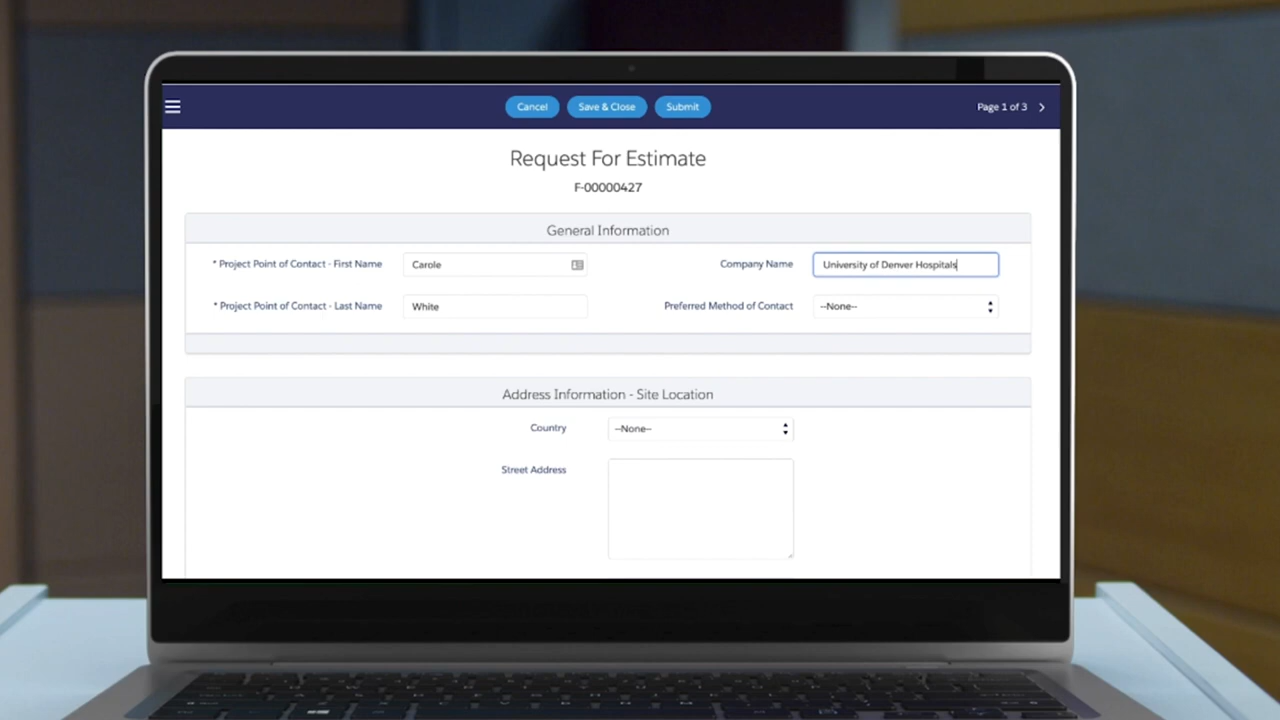 Cancel Save & Close Submit Page 1 of 3
Request For Estimate
F-00000427
General Information
* Project Point of Contact - First Name Carole Company Name University of Denver Hospitals
* Project Point of Contact - Last Name White Preferred Method of Contact --None--
Address Information - Site Location
Country --None--
Street Address